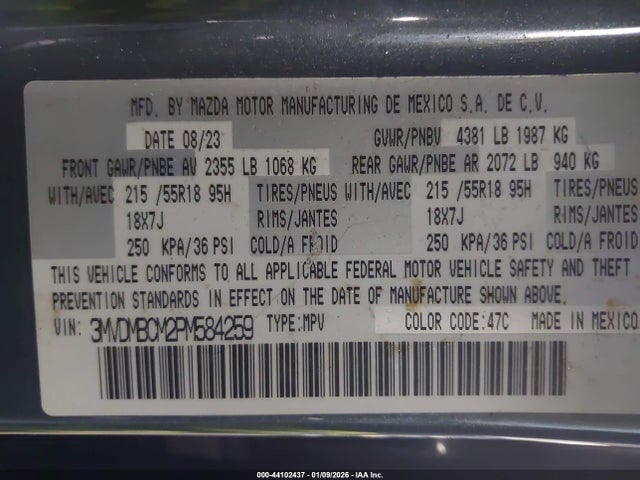 MFD. BY MAZDA MOTOR MANUFACTURING DE MEXICO S.A. DE C.V.
DATE 08/23 GVWR/PNBV 4381 LB 1987 KG
FRONT GAWR/PNBE AV 2355 LB 1068 KG REAR GAWR/PNBE AR 2072 LB 940 KG
WITH/AVEC 215 /55R18 95H TIRES/PNEUS WITH/AVEC 215 /55R18 95H TIRES/PNEUS
18X7J RIMS/JANTES 18X7J RIMS/JANTES
250 KPA/36 PSI COLD/A FROID 250 KPA/36 PSI COLD/A FROID
THIS VEHICLE CONFORMS TO ALL APPLICABLE FEDERAL MOTOR VEHICLE SAFETY AND THEFT
PREVENTION STANDARDS IN EFFECT ON THE DATE OF MANUFACTURE SHOWN ABOVE.
VIN: 3MVDMBCM2PM584259 TYPE:MPV COLOR CODE:47C MADE IN MEXICO
000-44102437 - 01/09/2026 - IAA Inc.